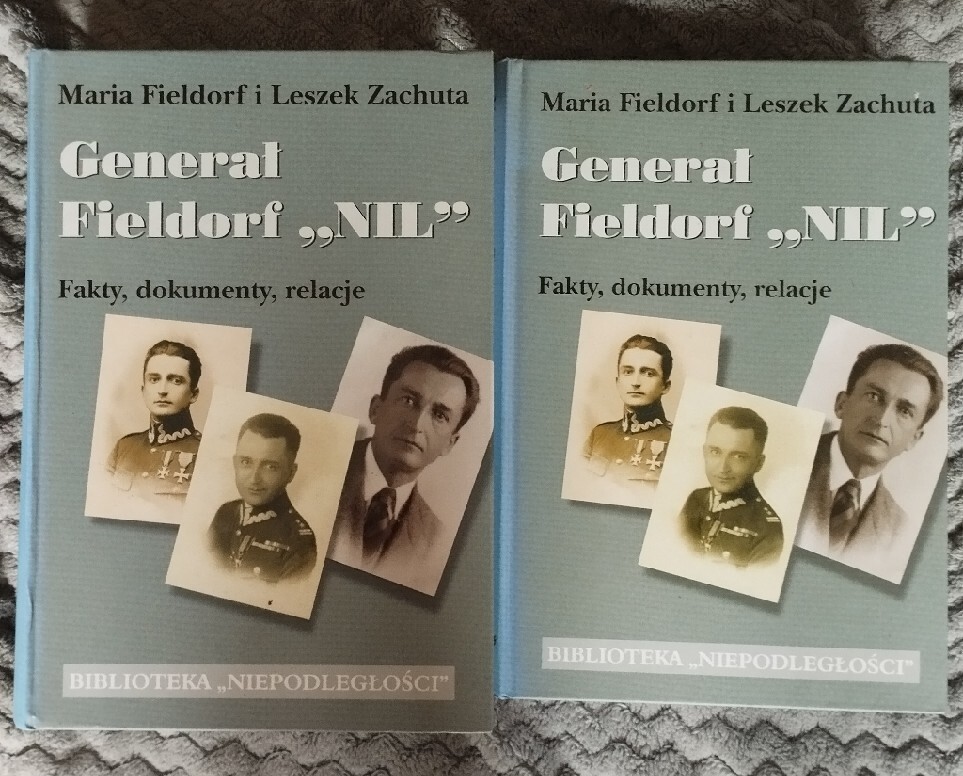 Maria Fieldorf i Leszek Zachuta
Generał
Fieldorf „NIL”
Fakty, dokumenty, relacje
BIBLIOTEKA „NIEPODLEGŁOŚCI”
Maria Fieldorf i Leszek Zachuta
Generał
Fieldorf „NIL”
Fakty, dokumenty, relacje
BIBLIOTEKA „NIEPODLEGŁOŚCI”